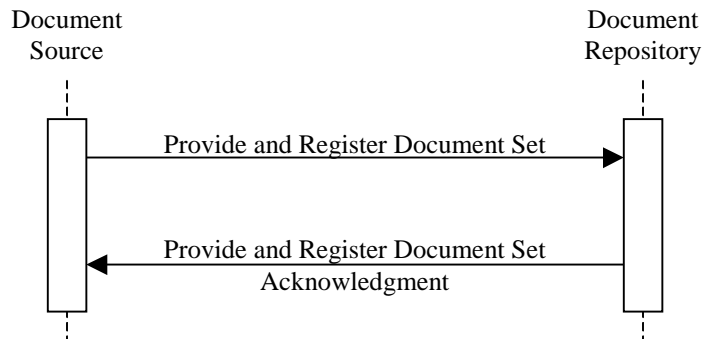 Document
Source
Document
Repository
Provide and Register Document Set
Provide and Register Document Set
Acknowledgment